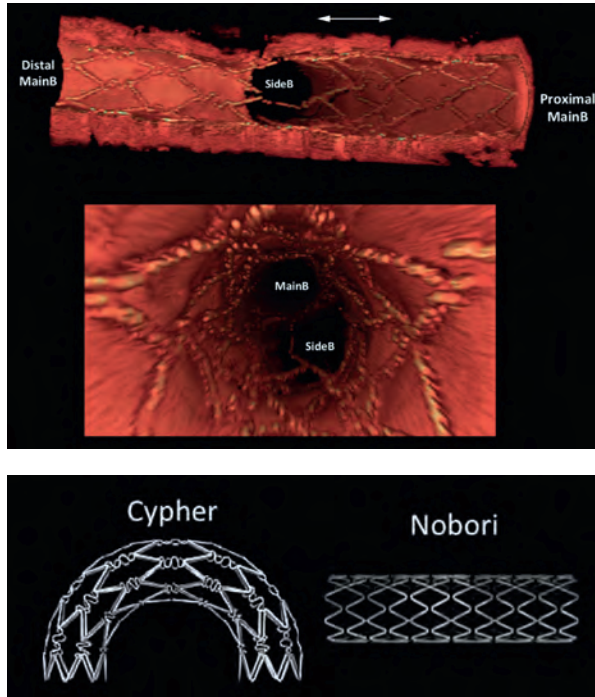 Distal
MainB
SideB
Proximal
MainB
MainB
SideB
Cypher
Nobori